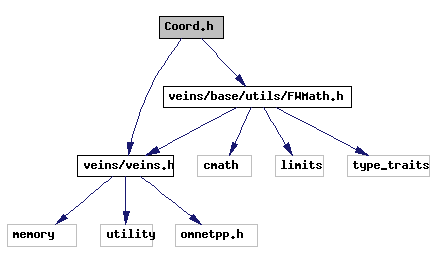 Coord.h
veins/base/utils/FWMath.h
veins/veins.h
cmath
limits
type_traits
memory
utility
omnetpp.h